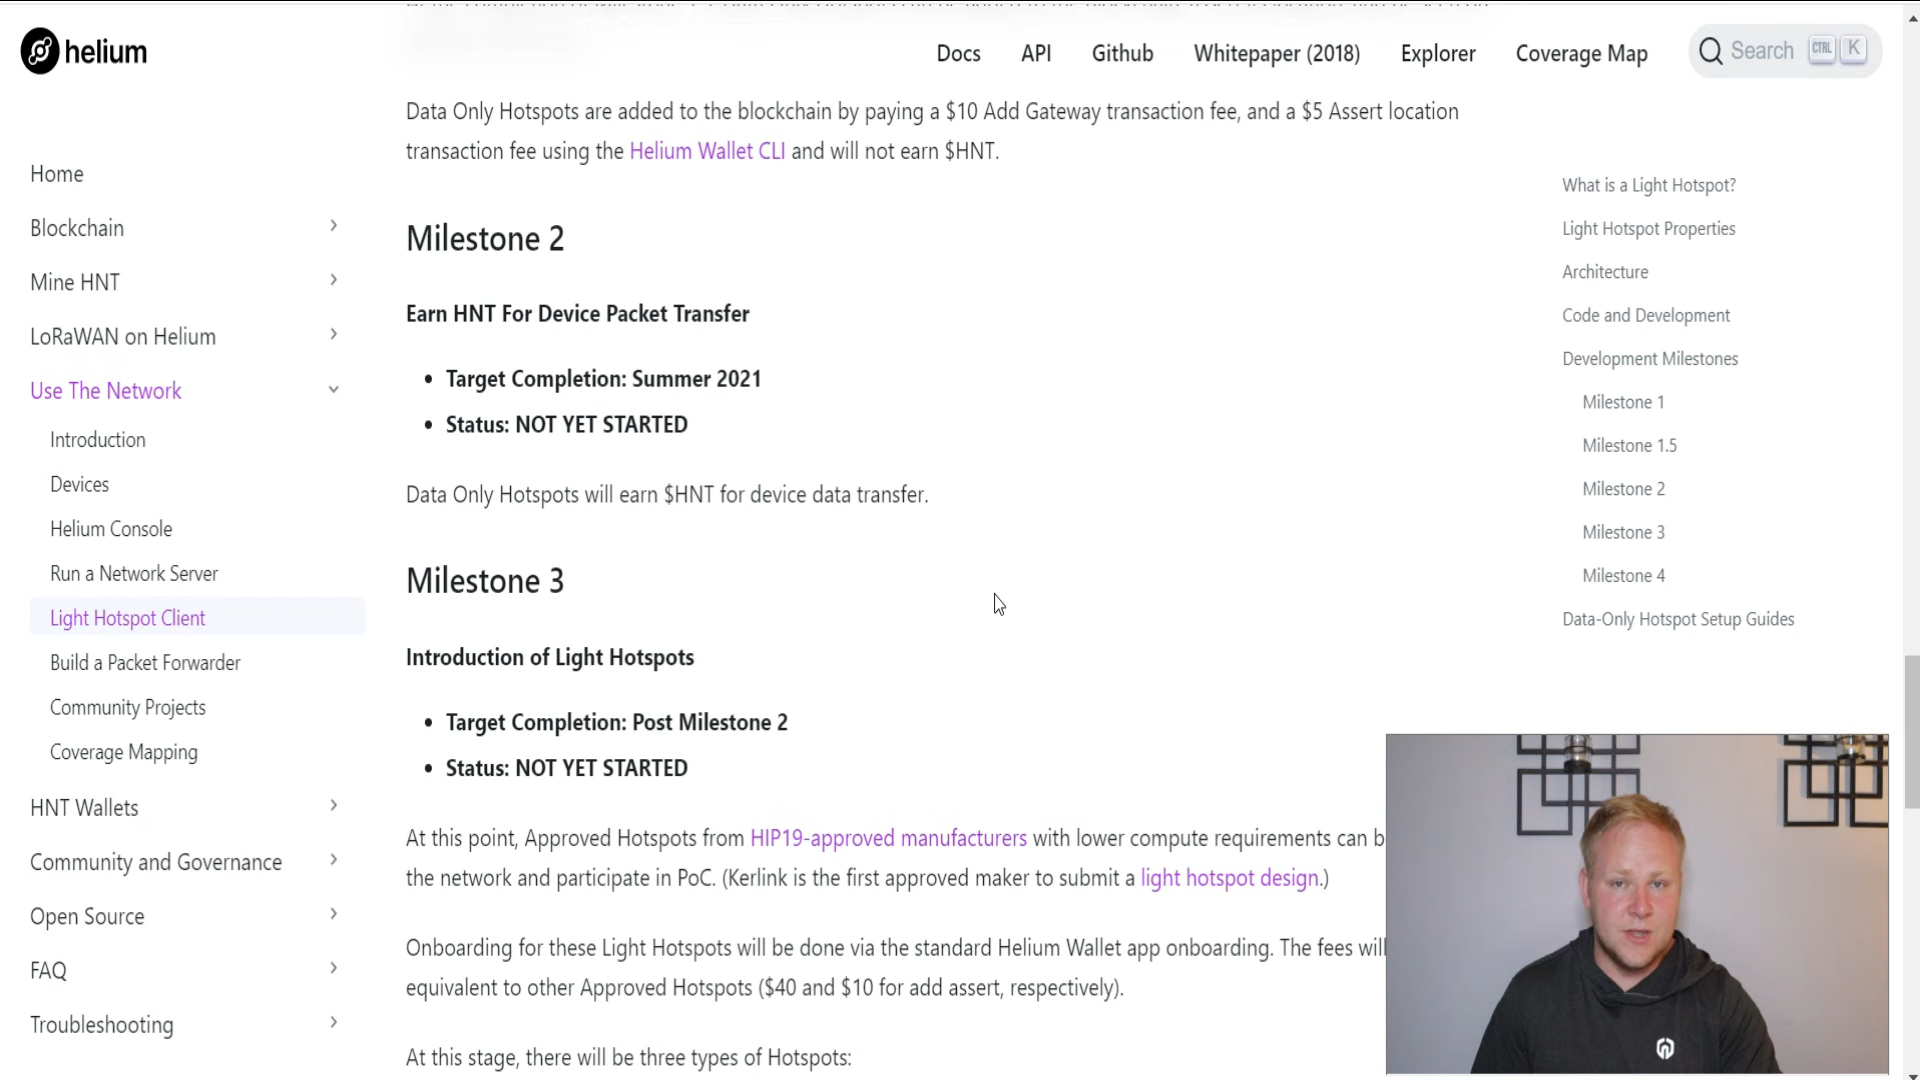 helium
Docs
API
Github
Whitepaper (2018)
Explorer
Coverage Map
Search
CTRL
K
Home
Blockchain
Mine HNT
LoRaWAN on Helium
Use The Network
Introduction
Devices
Helium Console
Run a Network Server
Light Hotspot Client
Build a Packet Forwarder
Community Projects
Coverage Mapping
HNT Wallets
Community and Governance
Open Source
FAQ
Troubleshooting
Data Only Hotspots are added to the blockchain by paying a $10 Add Gateway transaction fee, and a $5 Assert location
transaction fee using the Helium Wallet CLI and will not earn $HNT.
Milestone 2
Earn HNT For Device Packet Transfer
• Target Completion: Summer 2021
• Status: NOT YET STARTED
Data Only Hotspots will earn $HNT for device data transfer.
Milestone 3
Introduction of Light Hotspots
• Target Completion: Post Milestone 2
• Status: NOT YET STARTED
At this point, Approved Hotspots from HIP19-approved manufacturers with lower compute requirements can b
the network and participate in PoC. (Kerlink is the first approved maker to submit a light hotspot design.)
Onboarding for these Light Hotspots will be done via the standard Helium Wallet app onboarding. The fees will
equivalent to other Approved Hotspots ($40 and $10 for add assert, respectively).
At this stage, there will be three types of Hotspots:
What is a Light Hotspot?
Light Hotspot Properties
Architecture
Code and Development
Development Milestones
Milestone 1
Milestone 1.5
Milestone 2
Milestone 3
Milestone 4
Data-Only Hotspot Setup Guides